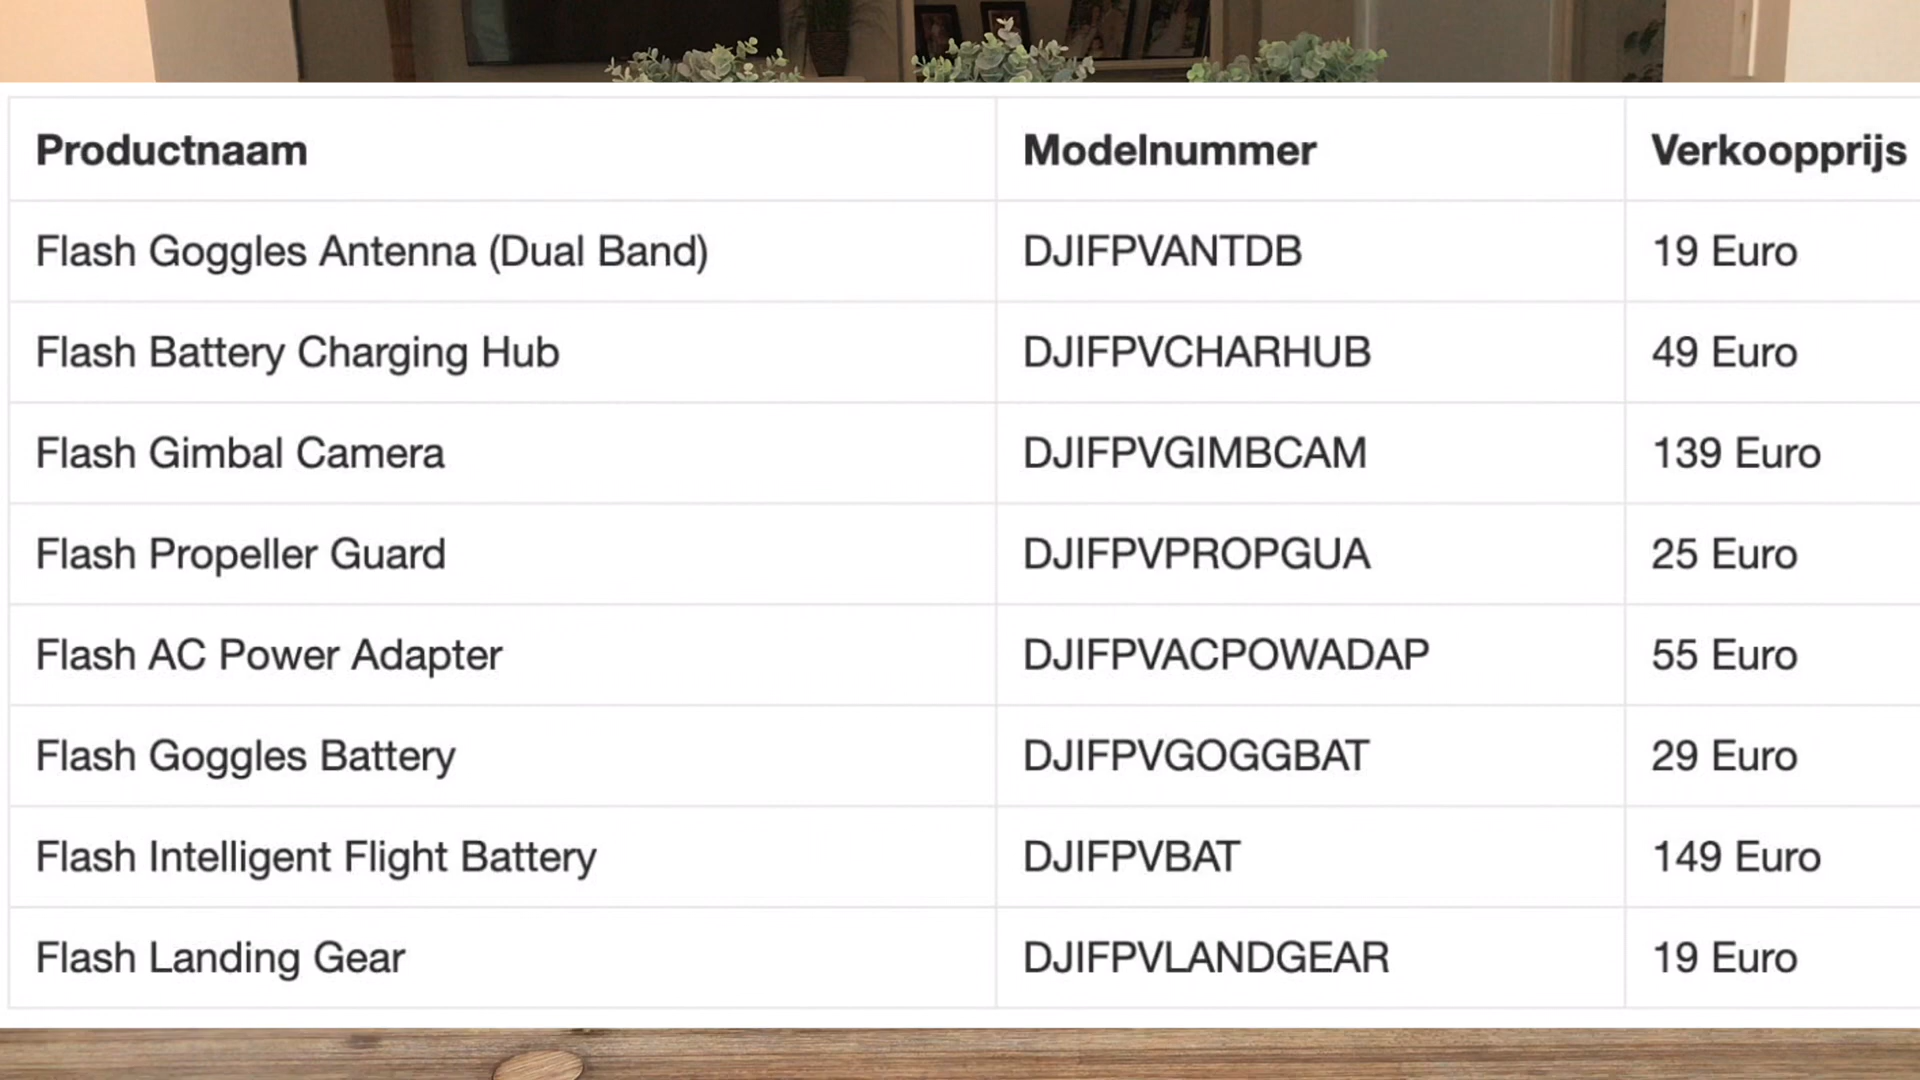 Productnaam Modelnummer Verkoopprijs
Flash Goggles Antenna (Dual Band) DJIFPVANTDB 19 Euro
Flash Battery Charging Hub DJIFPVCHARHUB 49 Euro
Flash Gimbal Camera DJIFPVGIMBCAM 139 Euro
Flash Propeller Guard DJIFPVPROPGUA 25 Euro
Flash AC Power Adapter DJIFPVACPOWADAP 55 Euro
Flash Goggles Battery DJIFPVGOGGBAT 29 Euro
Flash Intelligent Flight Battery DJIFPVBAT 149 Euro
Flash Landing Gear DJIFPVLANDGEAR 19 Euro